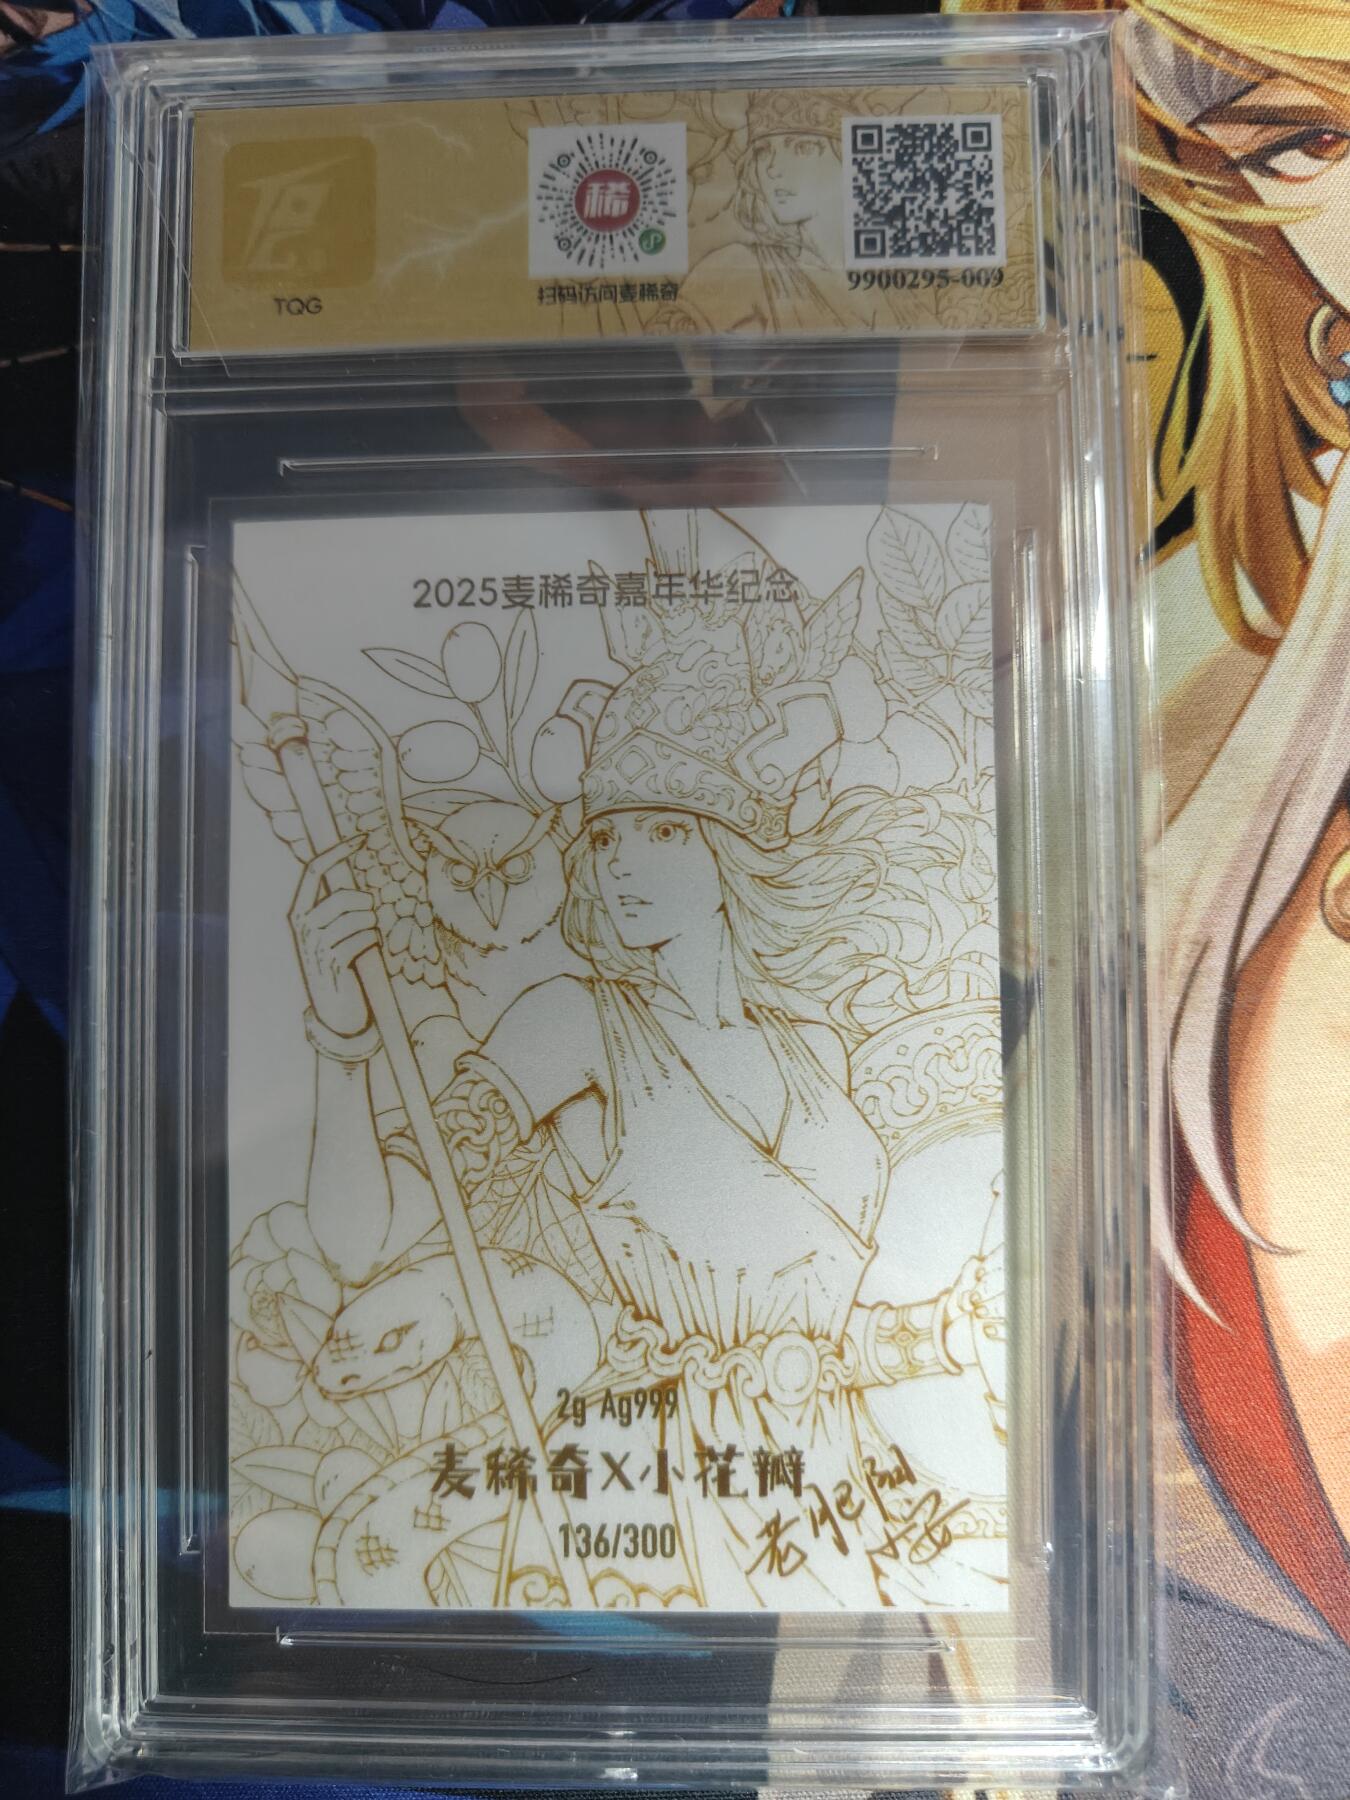 稀
TQG
扫码访问麦稀奇
9900295-009
2025麦稀奇嘉年华纪念
2g Ag999
麦稀奇X小花瓣
136/300